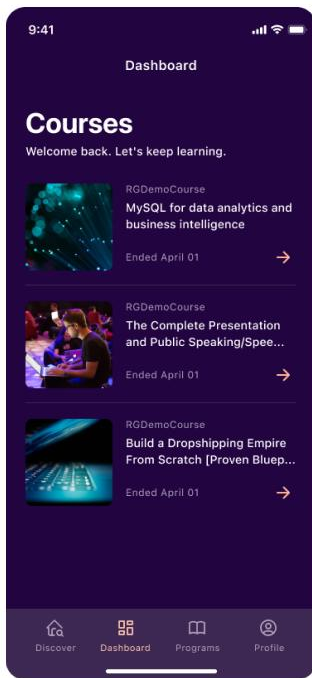 9:41
Dashboard
Courses
Welcome back. Let's keep learning.
RGDemoCourse
MySQL for data analytics and
business intelligence
Ended April 01
RGDemoCourse
The Complete Presentation
and Public Speaking/Spee...
Ended April 01
RGDemoCourse
Build a Dropshipping Empire
From Scratch [Proven Bluep...
Ended April 01
Discover
Dashboard
Programs
Profile